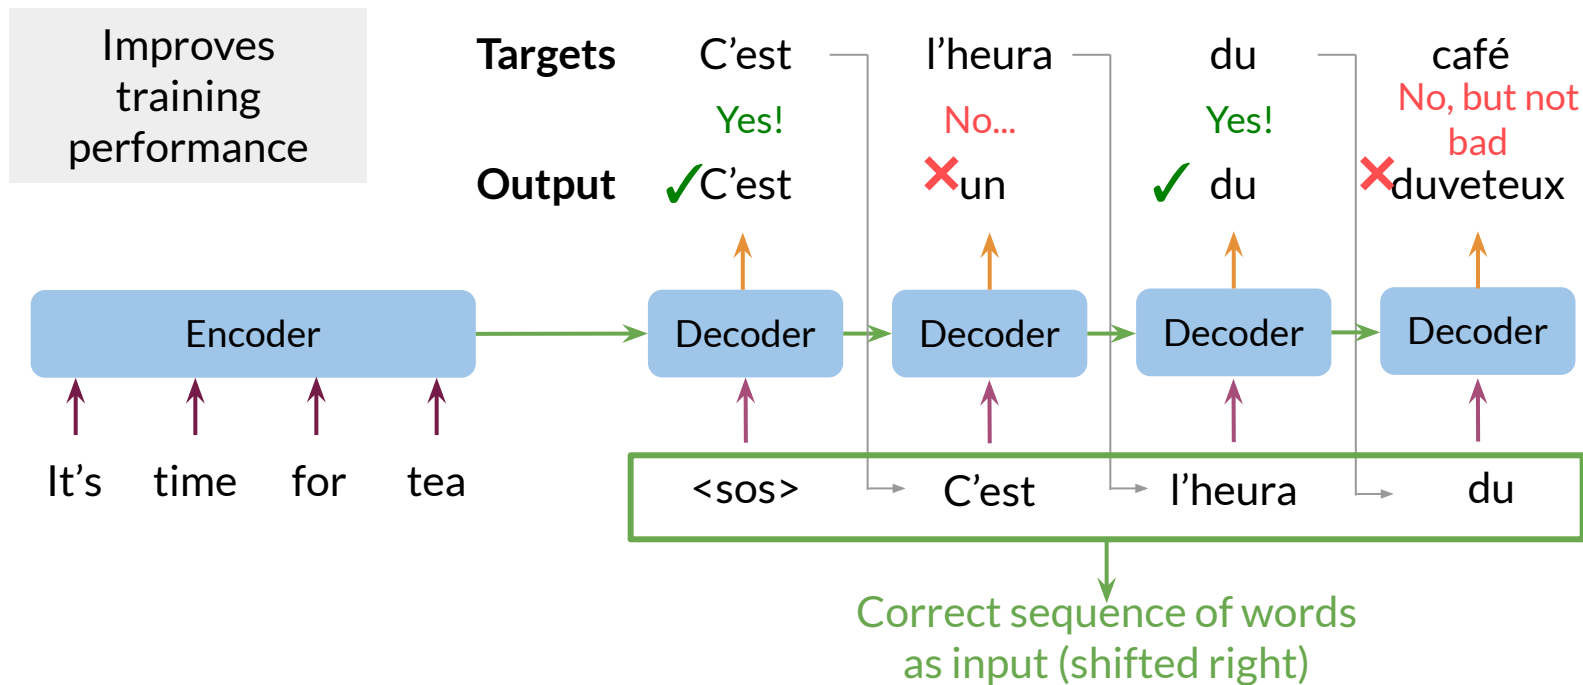 Improves
training
performance
Targets C’est l’heura du café
Yes! No... Yes! No, but not
bad
Output C’est un du duveteux
Encoder Decoder Decoder Decoder Decoder
It’s time for tea <sos> C’est l’heura du
Correct sequence of words
as input (shifted right)